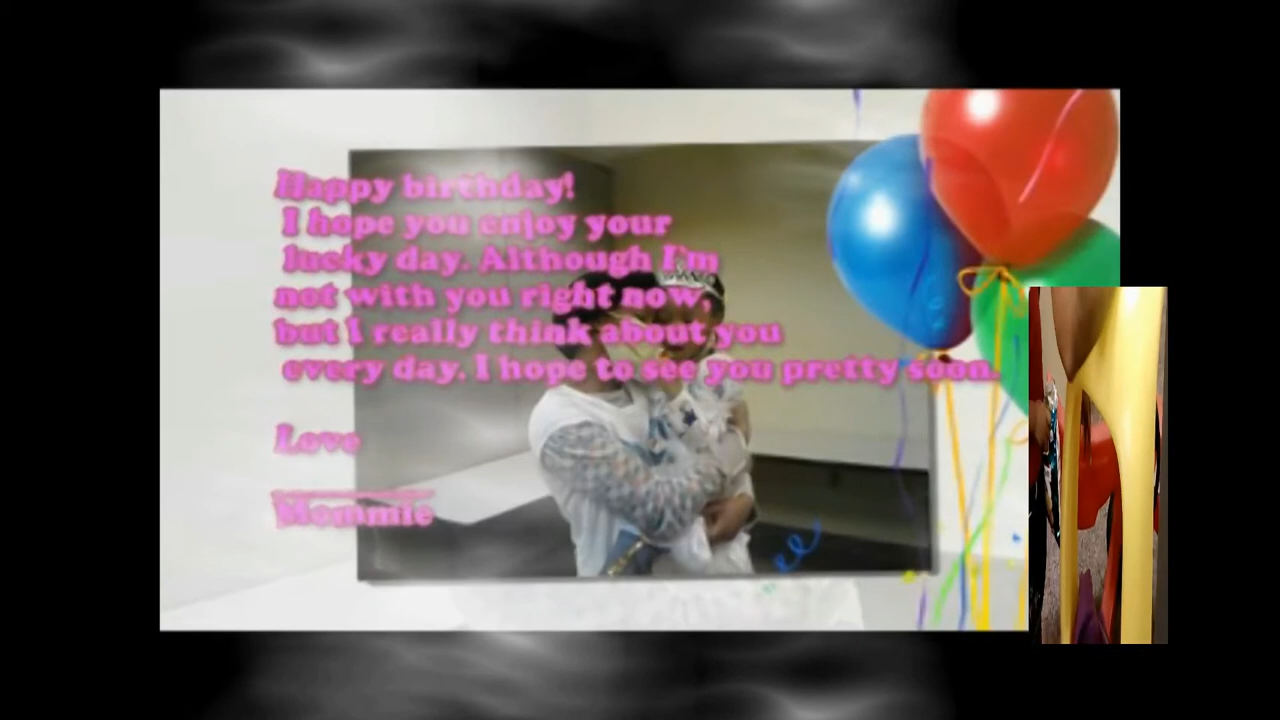 Happy birthday!
I hope you enjoy your
lucky day. Although I'm
not with you right now,
but I really think about you
every day. I hope to see you pretty soon.
Love
Mommie